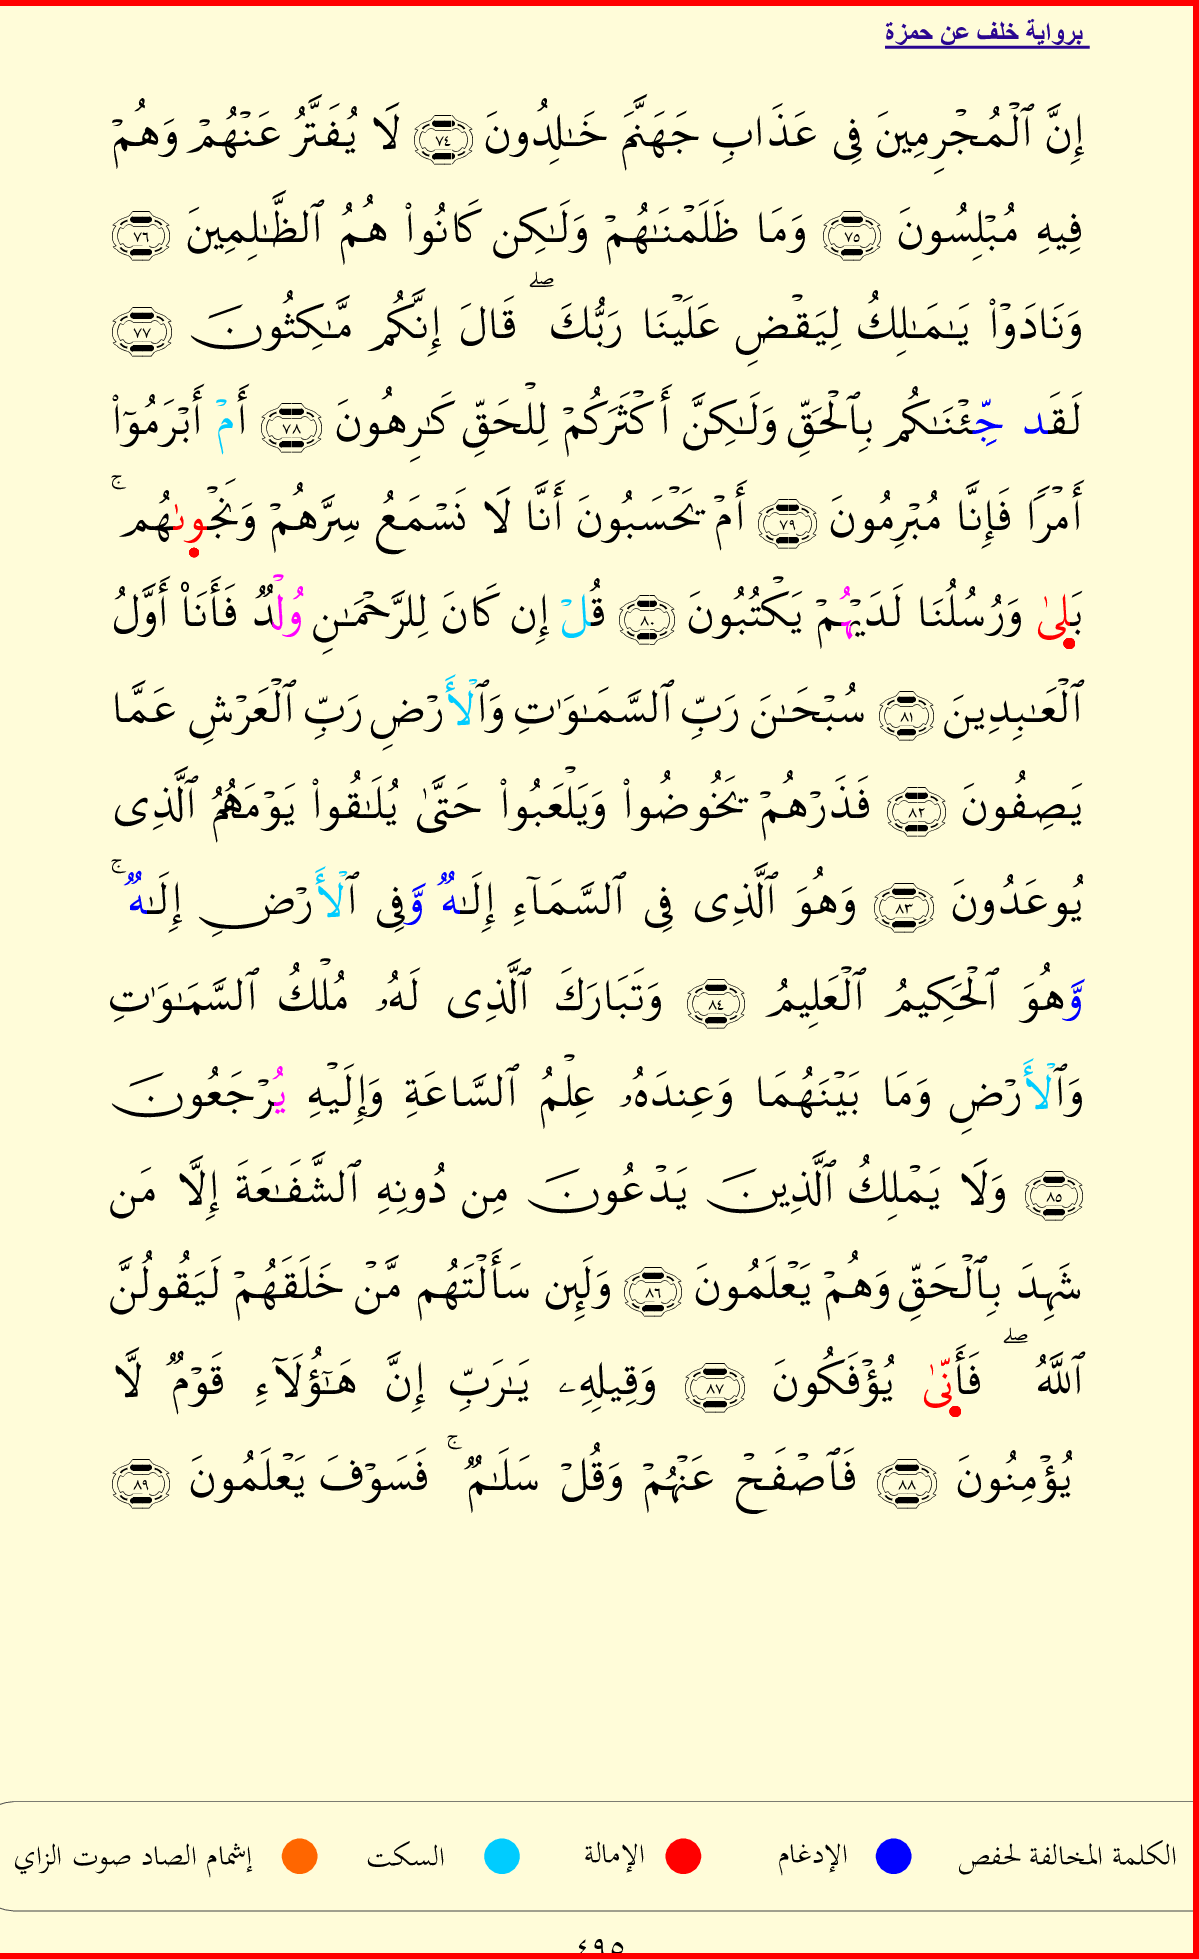 برواية خلف عن حمزة
إِنَّ ٱلْمُجْرِمِينَ فِى عَذَابِ جَهَنَّمَ خَـٰلِدُونَ ٧٤ لَا يُفَتَّرُ عَنْهُمْ وَهُمْ
فِيهِ مُبْلِسُونَ ٧٥ وَمَا ظَلَمْنَـٰهُمْ وَلَـٰكِن كَانُوا۟ هُمُ ٱلظَّـٰلِمِينَ ٧٦
وَنَادَوْا۟ يَـٰمَـٰلِكُ لِيَقْضِ عَلَيْنَا رَبُّكَ ۖ قَالَ إِنَّكُم مَّـٰكِثُونَ ٧٧
لَقَد جِّئْنَـٰكُم بِٱلْحَقِّ وَلَـٰكِنَّ أَكْثَرَكُمْ لِلْحَقِّ كَـٰرِهُونَ ٧٨ أَمْ أَبْرَمُوٓا۟
أَمْرًا فَإِنَّا مُبْرِمُونَ ٧٩ أَمْ يَحْسَبُونَ أَنَّا لَا نَسْمَعُ سِرَّهُمْ وَنَجْوىٰهُم ۚ
بَلىٰ وَرُسُلُنَا لَدَيْهُمْ يَكْتُبُونَ ٨٠ قُلْ إِن كَانَ لِلرَّحْمَـٰنِ وُلْدٌ فَأَنَا۠ أَوَّلُ
ٱلْعَـٰبِدِينَ ٨١ سُبْحَـٰنَ رَبِّ ٱلسَّمَـٰوَٰتِ وَٱلْأَرْضِ رَبِّ ٱلْعَرْشِ عَمَّا
يَصِفُونَ ٨٢ فَذَرْهُمْ يَخُوضُوا۟ وَيَلْعَبُوا۟ حَتَّىٰ يُلَـٰقُوا۟ يَوْمَهُمُ ٱلَّذِى
يُوعَدُونَ ٨٣ وَهُوَ ٱلَّذِى فِى ٱلسَّمَآءِ إِلَـٰهٌ وَّفِى ٱلْأَرْضِ إِلَـٰهٌ ۚ
وَّهُوَ ٱلْحَكِيمُ ٱلْعَلِيمُ ٨٤ وَتَبَارَكَ ٱلَّذِى لَهُۥ مُلْكُ ٱلسَّمَـٰوَٰتِ
وَٱلْأَرْضِ وَمَا بَيْنَهُمَا وَعِندَهُۥ عِلْمُ ٱلسَّاعَةِ وَإِلَيْهِ يُرْجَعُونَ
٨٥ وَلَا يَمْلِكُ ٱلَّذِينَ يَدْعُونَ مِن دُونِهِ ٱلشَّفَـٰعَةَ إِلَّا مَن
شَهِدَ بِٱلْحَقِّ وَهُمْ يَعْلَمُونَ ٨٦ وَلَئِن سَأَلْتَهُم مَّنْ خَلَقَهُمْ لَيَقُولُنَّ
ٱللَّهُ ۖ فَأَنّىٰ يُؤْفَكُونَ ٨٧ وَقِيلِهِۦ يَـٰرَبِّ إِنَّ هَـٰٓؤُلَآءِ قَوْمٌ لَّا
يُؤْمِنُونَ ٨٨ فَٱصْفَحْ عَنْهُمْ وَقُلْ سَلَـٰمٌ ۚ فَسَوْفَ يَعْلَمُونَ ٨٩
الكلمة المخالفة لحفص الإدغام الإمالة السكت إشمام الصاد صوت الزاي
٤٩٥